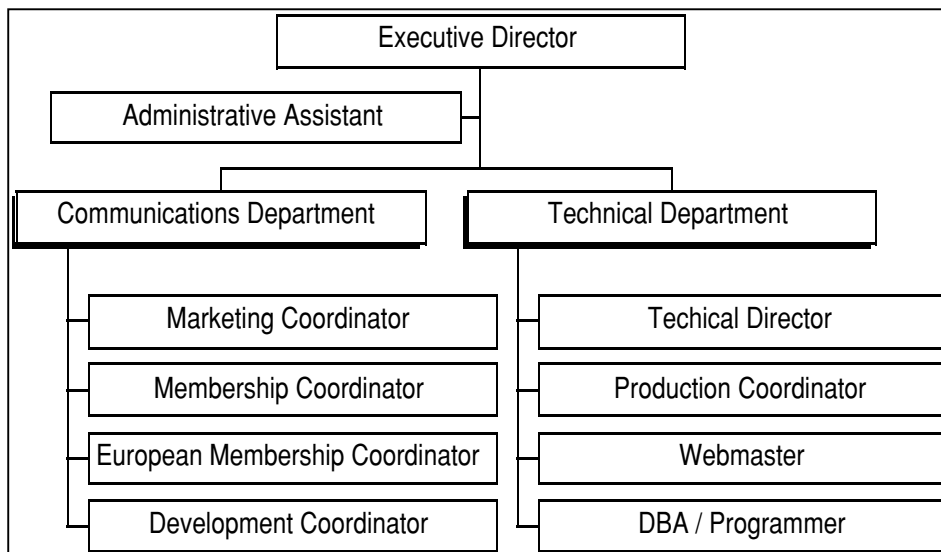 Executive Director
Administrative Assistant
Communications Department
Technical Department
Marketing Coordinator
Membership Coordinator
European Membership Coordinator
Development Coordinator
Techical Director
Production Coordinator
Webmaster
DBA / Programmer